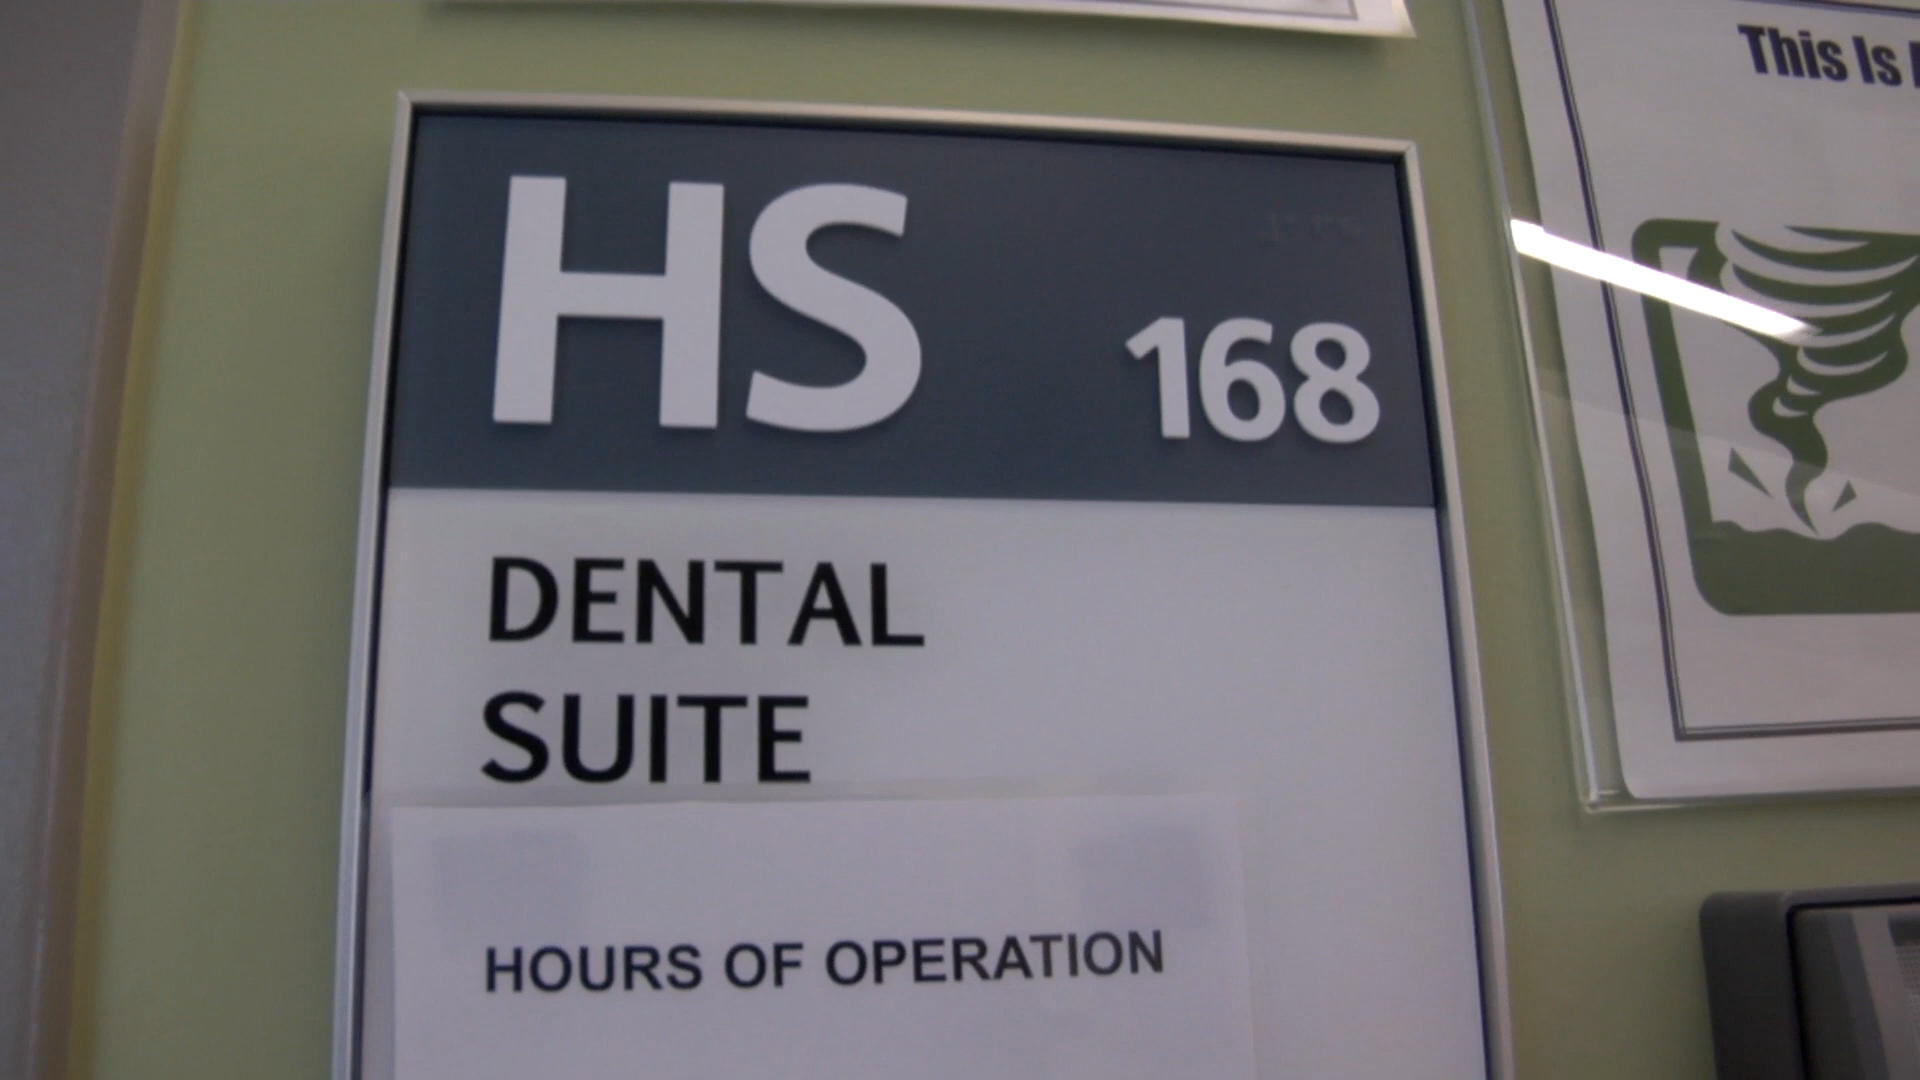 HS 168
DENTAL
SUITE
HOURS OF OPERATION
This Is